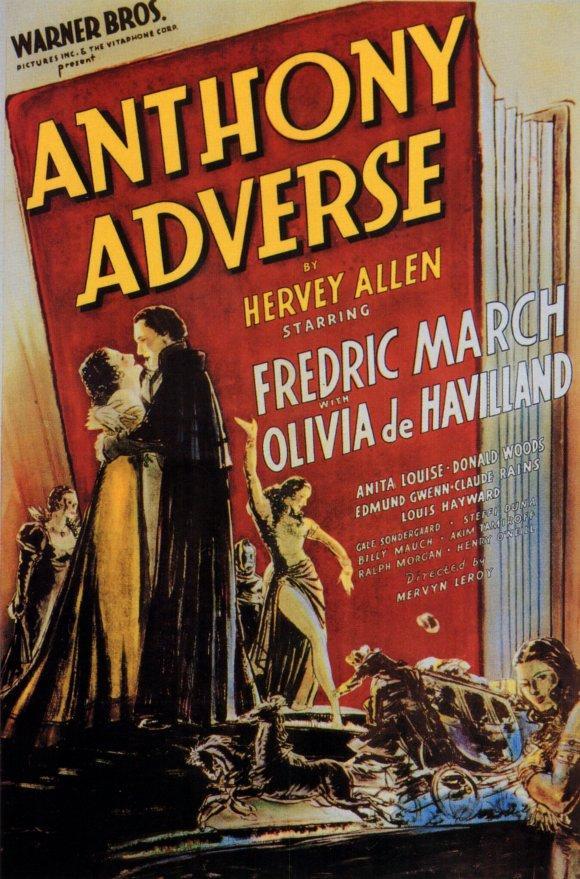 WARNER BROS.
PICTURES INC. & THE VITAPHONE CORP.
present
ANTHONY
ADVERSE
BY
HERVEY ALLEN
STARRING
FREDRIC MARCH
WITH
OLIVIA de HAVILLAND
ANITA LOUISE · DONALD WOODS
EDMUND GWENN · CLAUDE RAINS
LOUIS HAYWARD
GALE SONDERGAARD · STEFFI DUNA
BILLY MAUCH · AKIM TAMIROFF
RALPH MORGAN · HENRY O'NEILL
Directed by
MERVYN LEROY